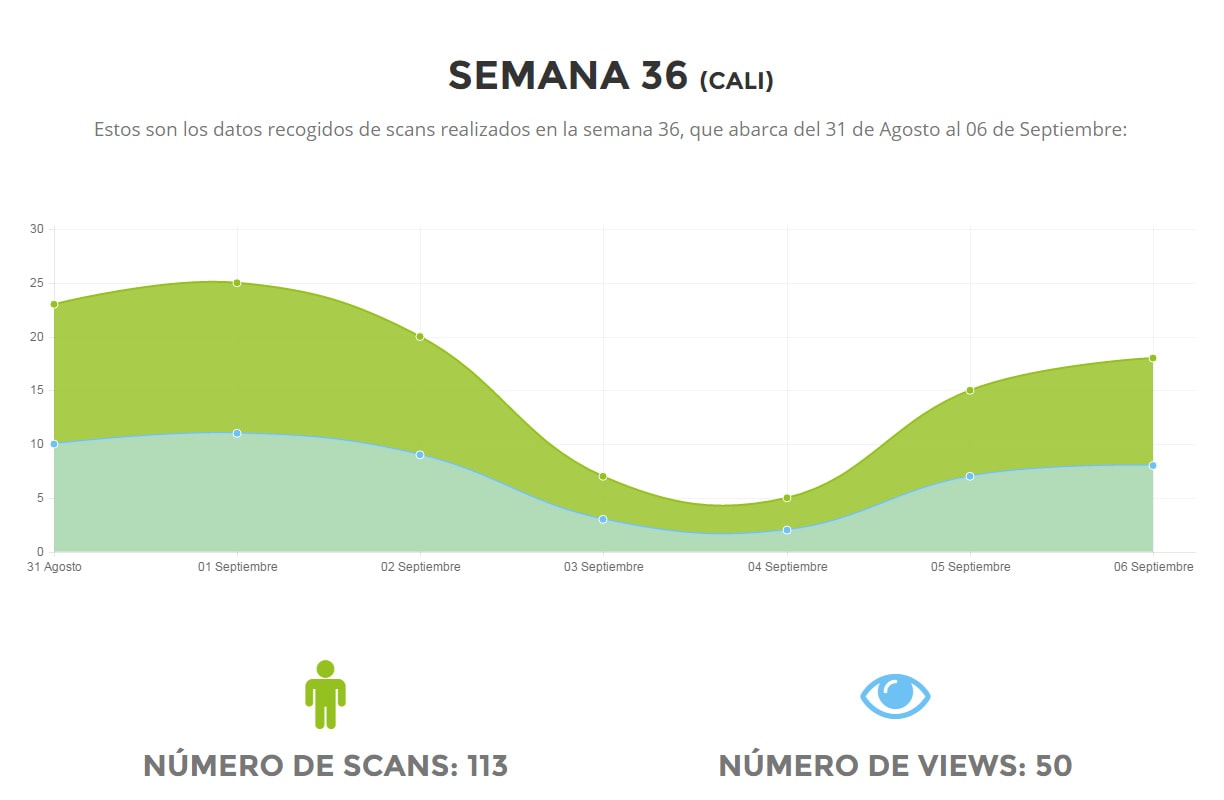 SEMANA 36 (CALI)
Estos son los datos recogidos de scans realizados en la semana 36, que abarca del 31 de Agosto al 06 de Septiembre:
30
25
20
15
10
5
0
31 Agosto 01 Septiembre 02 Septiembre 03 Septiembre 04 Septiembre 05 Septiembre 06 Septiembre
NÚMERO DE SCANS: 113 NÚMERO DE VIEWS: 50